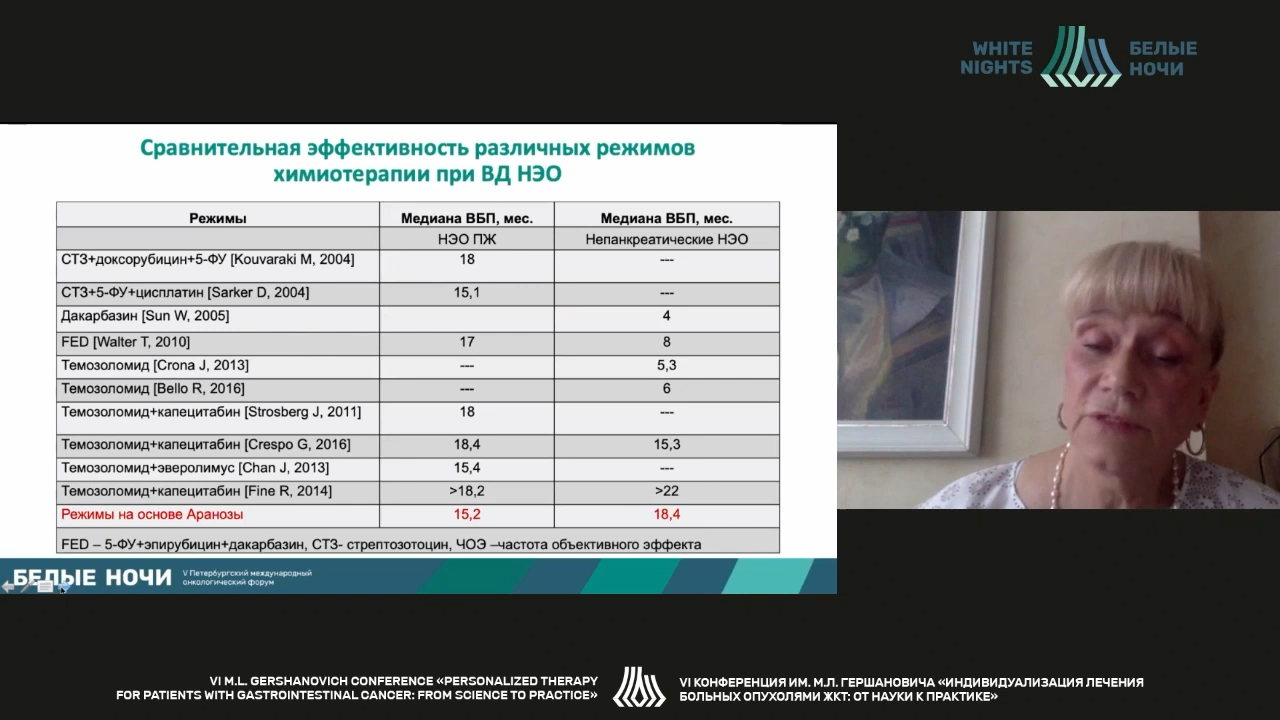 WHITE
NIGHTS
БЕЛЫЕ
НОЧИ
Сравнительная эффективность различных режимов
химиотерапии при ВД НЭО
Режимы Медиана ВБП, мес. Медиана ВБП, мес.
НЭО ПЖ Непанкреатические НЭО
СТЗ+доксорубицин+5-ФУ [Kouvaraki M, 2004] 18 ---
СТЗ+5-ФУ+цисплатин [Sarker D, 2004] 15,1 ---
Дакарбазин [Sun W, 2005] 4
FED [Walter T, 2010] 17 8
Темозоломид [Crona J, 2013] --- 5,3
Темозоломид [Bello R, 2016] --- 6
Темозоломид+капецитабин [Strosberg J, 2011] 18 ---
Темозоломид+капецитабин [Crespo G, 2016] 18,4 15,3
Темозоломид+эверолимус [Chan J, 2013] 15,4 ---
Темозоломид+капецитабин [Fine R, 2014] >18,2 >22
Режимы на основе Аранозы 15,2 18,4
FED – 5-ФУ+эпирубицин+дакарбазин, СТЗ- стрептозотоцин, ЧОЭ –частота объективного эффекта
БЕЛЫЕ НОЧИ
V Петербургский международный
онкологический форум
VI M.L. GERSHANOVICH CONFERENCE «PERSONALIZED THERAPY
FOR PATIENTS WITH GASTROINTESTINAL CANCER: FROM SCIENCE TO PRACTICE»
VI КОНФЕРЕНЦИЯ ИМ. М.Л. ГЕРШАНОВИЧА «ИНДИВИДУАЛИЗАЦИЯ ЛЕЧЕНИЯ
БОЛЬНЫХ ОПУХОЛЯМИ ЖКТ: ОТ НАУКИ К ПРАКТИКЕ»